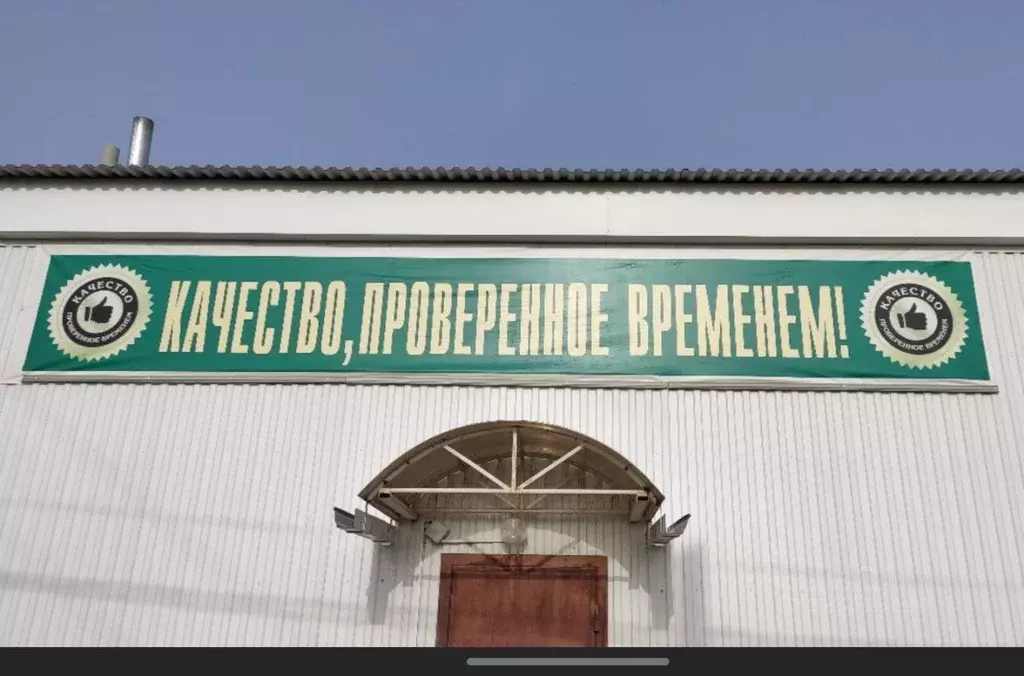 КАЧЕСТВО
ПРОВЕРЕННОЕ ВРЕМЕНЕМ
КАЧЕСТВО,ПРОВЕРЕННОЕ ВРЕМЕНЕМ!
КАЧЕСТВО
ПРОВЕРЕННОЕ ВРЕМЕНЕМ